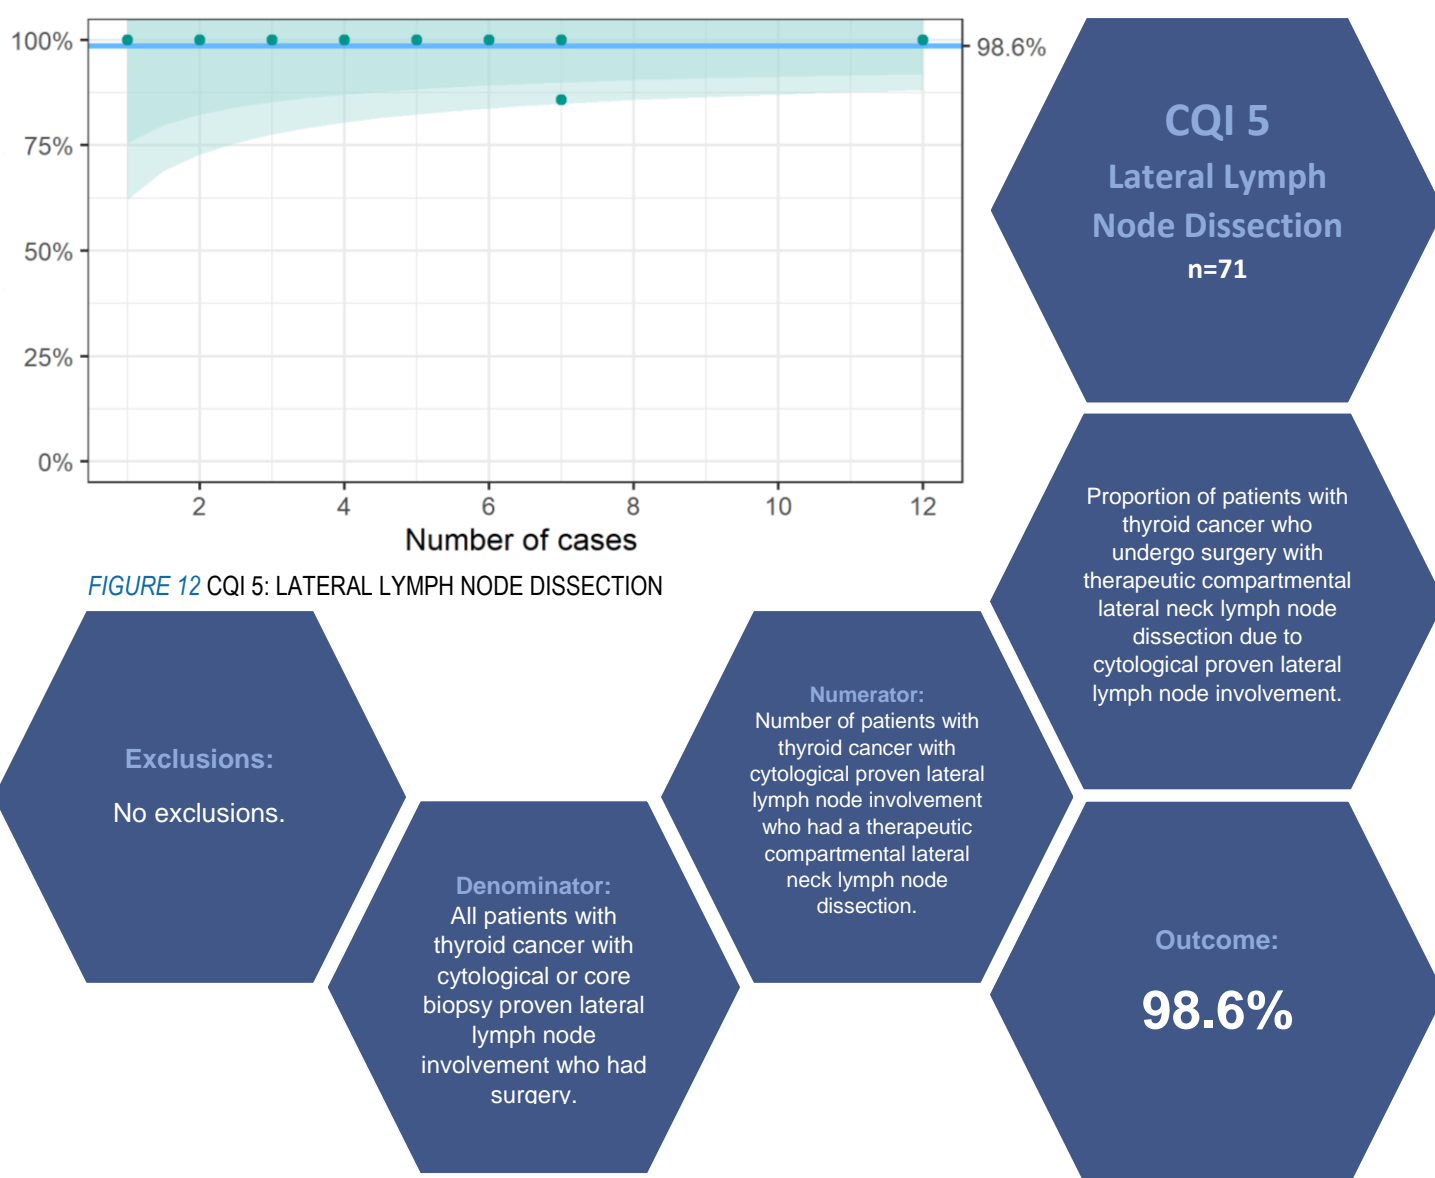 100%
75%
50%
25%
0%
98.6%
2
4
6
8
10
12
Number of cases
FIGURE 12 CQI 5: LATERAL LYMPH NODE DISSECTION
CQI 5
Lateral Lymph
Node Dissection
n=71
Proportion of patients with
thyroid cancer who
undergo surgery with
therapeutic compartmental
lateral neck lymph node
dissection due to
cytological proven lateral
lymph node involvement.
Numerator:
Number of patients with
thyroid cancer with
cytological proven lateral
lymph node involvement
who had a therapeutic
compartmental lateral
neck lymph node
dissection.
Exclusions:
No exclusions.
Denominator:
All patients with
thyroid cancer with
cytological or core
biopsy proven lateral
lymph node
involvement who had
surgery.
Outcome:
98.6%